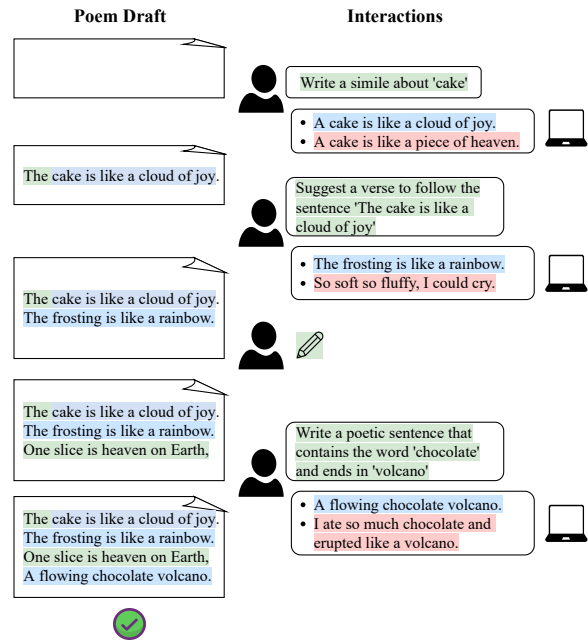 Poem Draft
Interactions
Write a simile about 'cake'
• A cake is like a cloud of joy.
• A cake is like a piece of heaven.
The cake is like a cloud of joy.
Suggest a verse to follow the
sentence 'The cake is like a
cloud of joy'
• The frosting is like a rainbow.
• So soft so fluffy, I could cry.
The cake is like a cloud of joy.
The frosting is like a rainbow.
The cake is like a cloud of joy.
The frosting is like a rainbow.
One slice is heaven on Earth,
Write a poetic sentence that
contains the word 'chocolate'
and ends in 'volcano'
• A flowing chocolate volcano.
• I ate so much chocolate and
erupted like a volcano.
The cake is like a cloud of joy.
The frosting is like a rainbow.
One slice is heaven on Earth,
A flowing chocolate volcano.